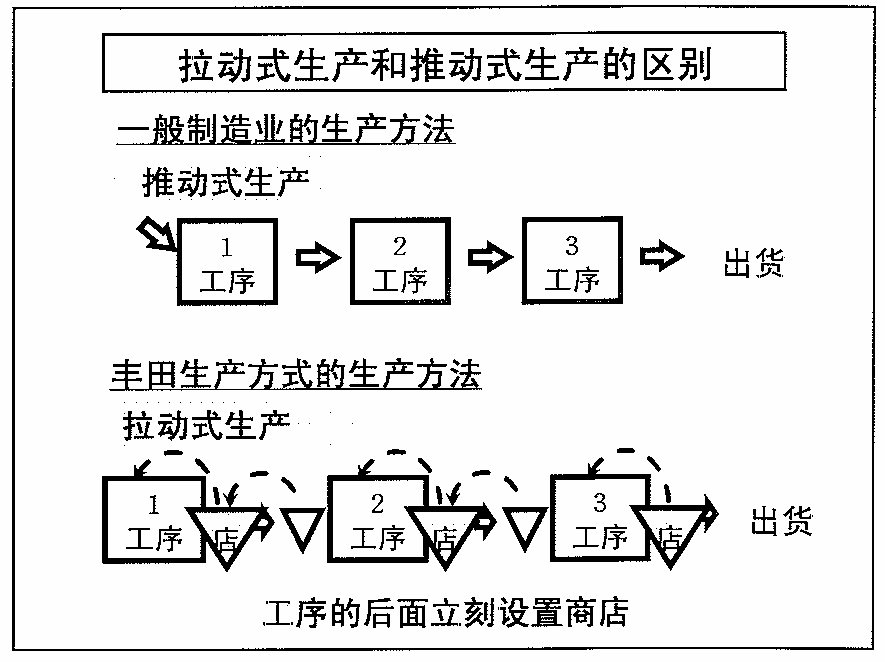 拉动式生产和推动式生产的区别
一般制造业的生产方法
推动式生产
1
工序
2
工序
3
工序
出货
丰田生产方式的生产方法
拉动式生产
1
工序
店
2
工序
店
3
工序
店
出货
工序的后面立刻设置商店